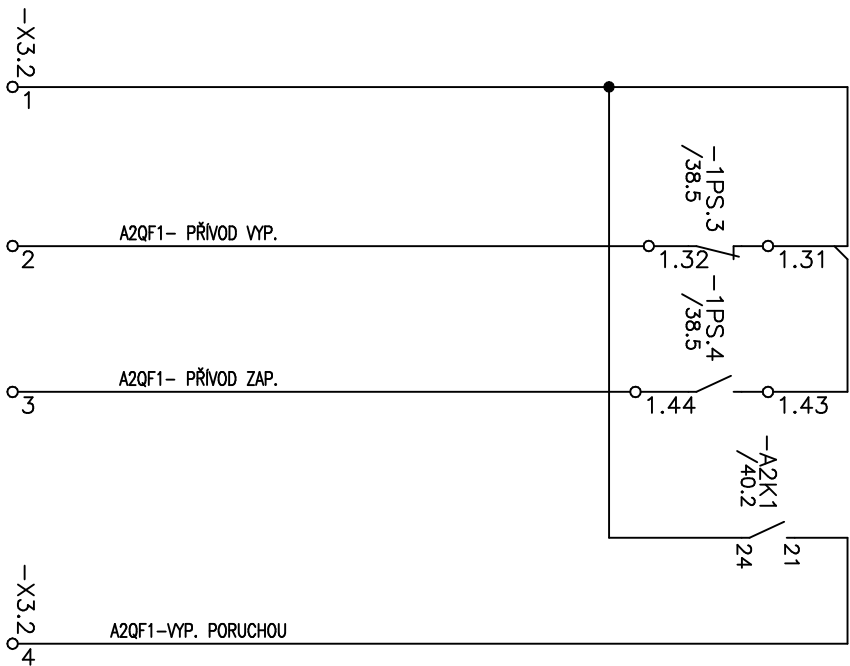 -X3.2
1
-1PS.3
/38.5
A2QF1- PŘÍVOD VYP.
2
1.32
1.31
-1PS.4
/38.5
A2QF1- PŘÍVOD ZAP.
3
1.44
1.43
-A2K1
/40.2
24
21
-X3.2
A2QF1-VYP. PORUCHOU
4